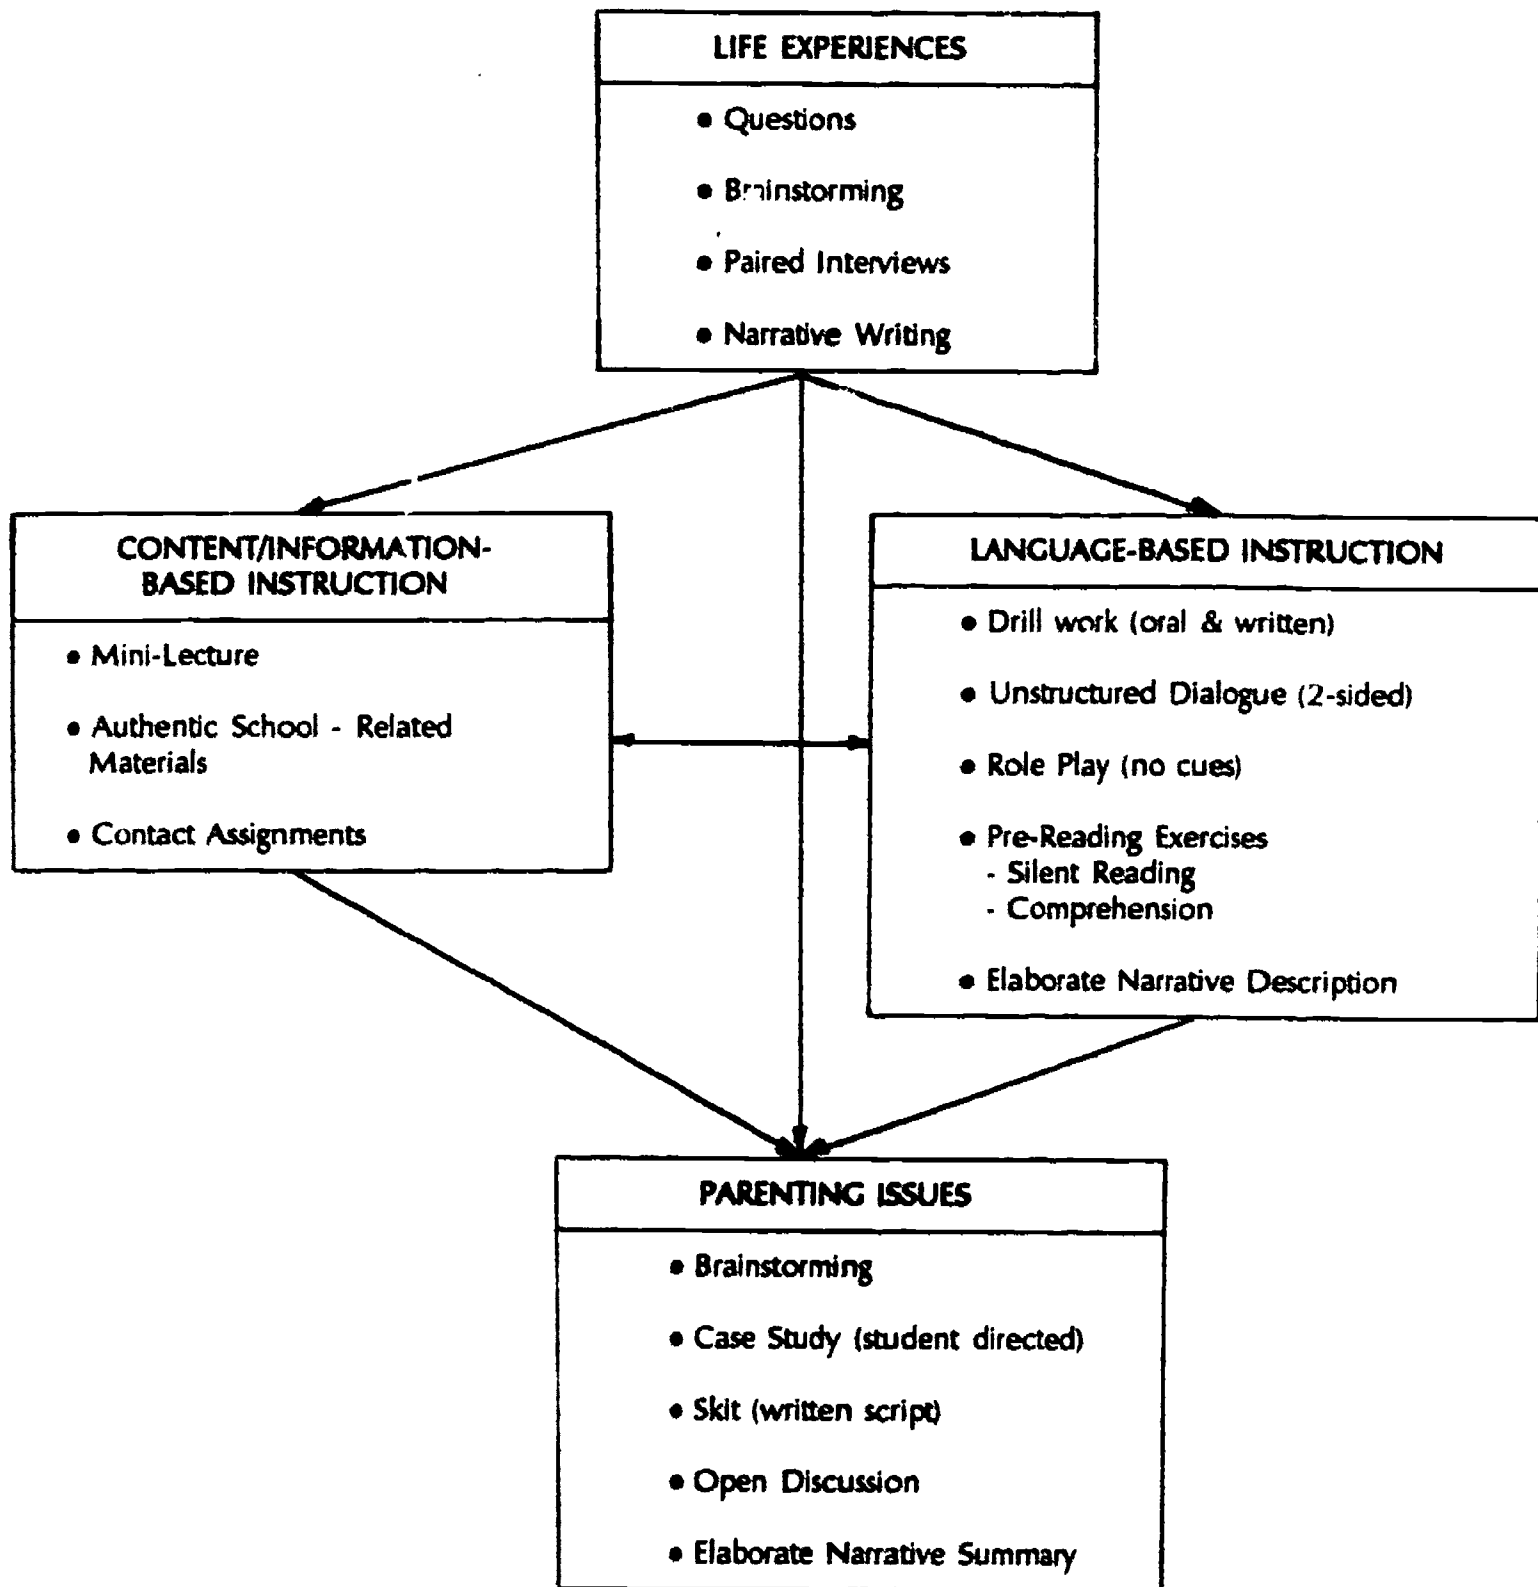 LIFE EXPERIENCES
• Questions
• Brainstorming
• Paired Interviews
• Narrative Writing
CONTENT/INFORMATION-
BASED INSTRUCTION
• Mini-Lecture
• Authentic School - Related
Materials
• Contact Assignments
LANGUAGE-BASED INSTRUCTION
• Drill work (oral & written)
• Unstructured Dialogue (2-sided)
• Role Play (no cues)
• Pre-Reading Exercises
- Silent Reading
- Comprehension
• Elaborate Narrative Description
PARENTING ISSUES
• Brainstorming
• Case Study (student directed)
• Skit (written script)
• Open Discussion
• Elaborate Narrative Summary